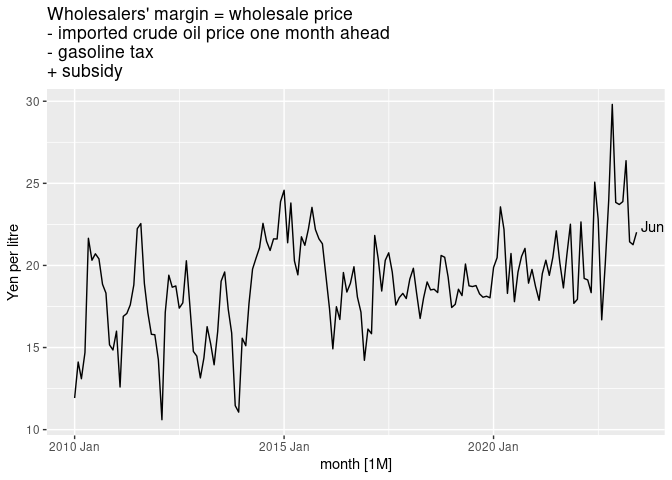 Wholesalers' margin = wholesale price
- imported crude oil price one month ahead
- gasoline tax
+ subsidy
30
25
20
15
10
Yen per litre
Jun
2010 Jan
2015 Jan
2020 Jan
month [1M]